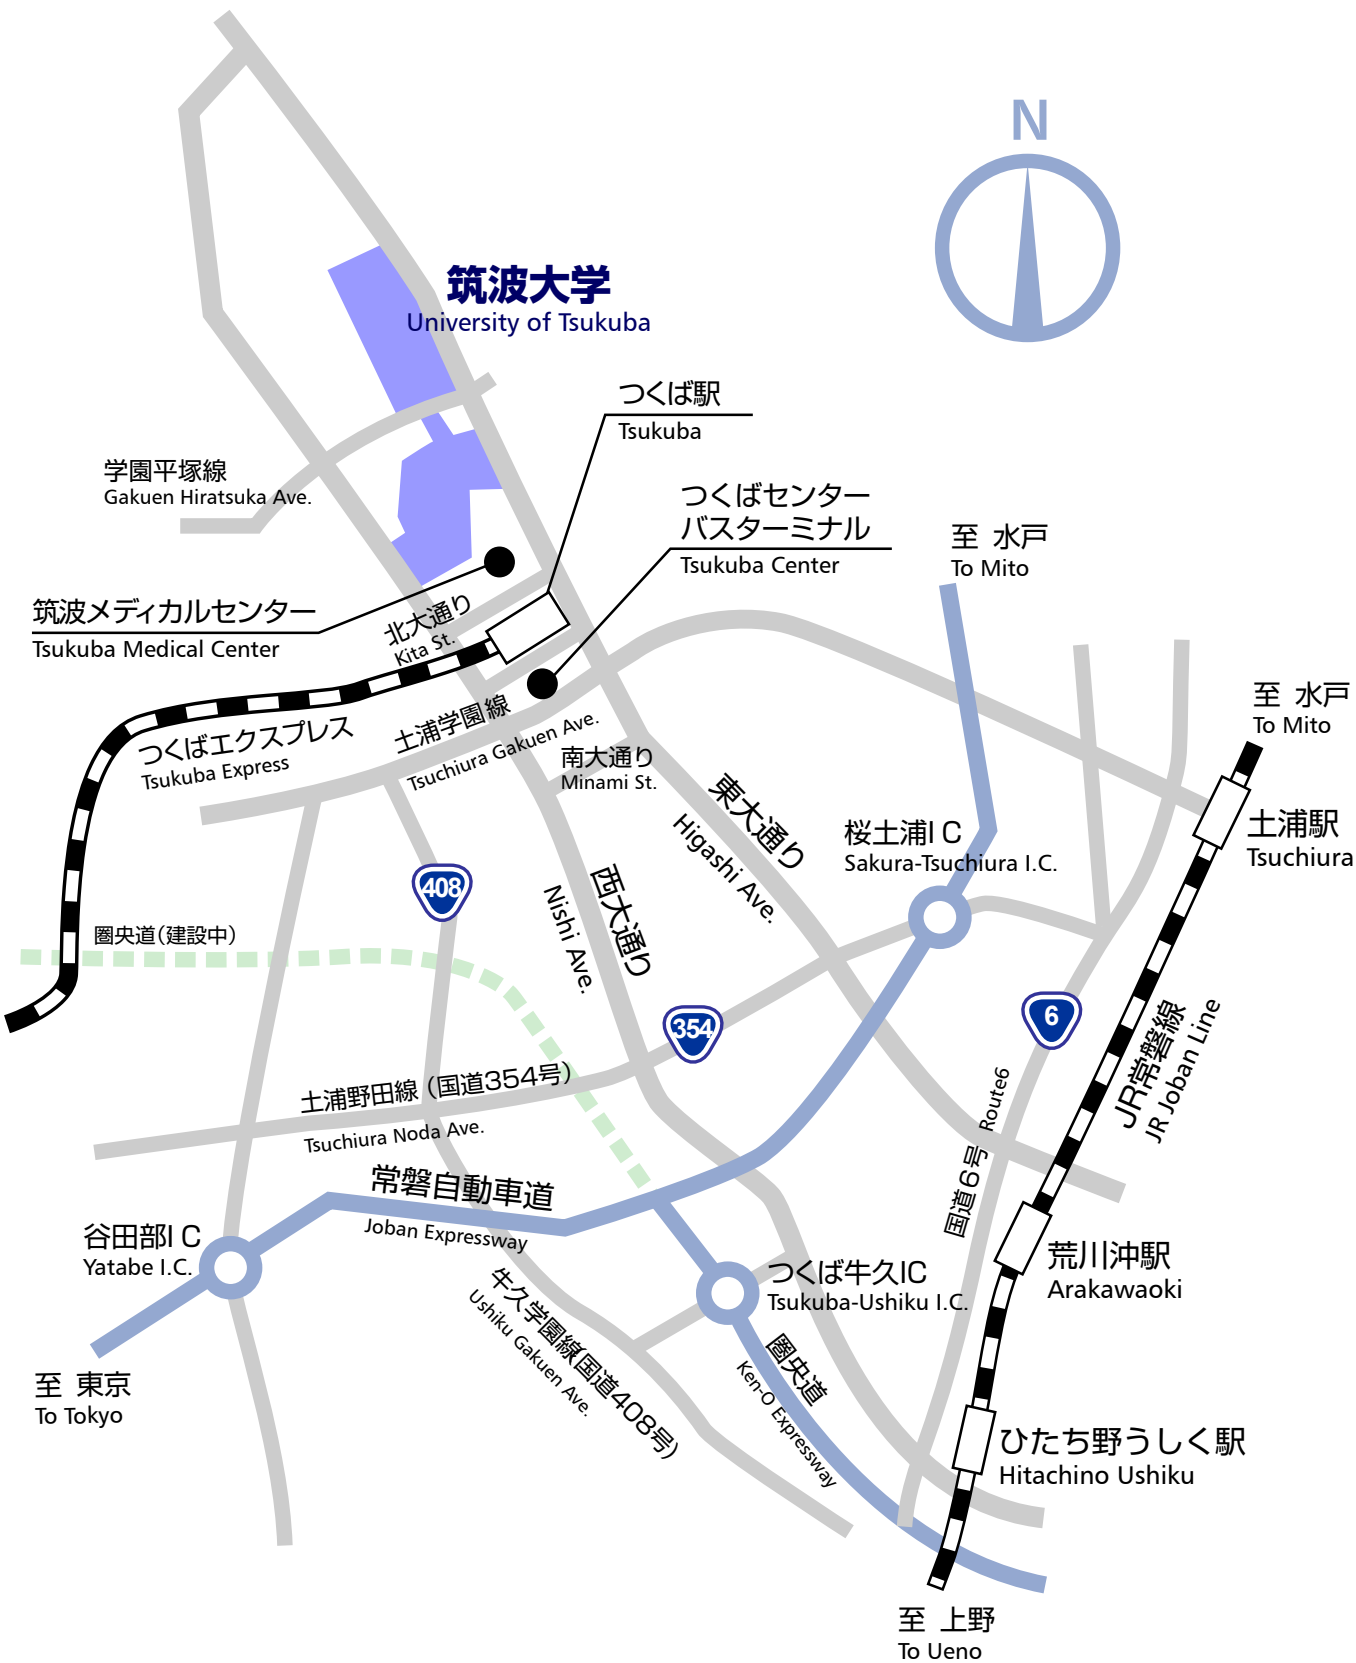 N
筑波大学
University of Tsukuba
つくば駅
Tsukuba
学園平塚線
Gakuen Hiratsuka Ave.
つくばセンター
バスターミナル
Tsukuba Center
至 水戸
To Mito
筑波メディカルセンター
Tsukuba Medical Center
北大通り
Kita St.
至 水戸
To Mito
つくばエクスプレス
Tsukuba Express
土浦学園線
Tsuchiura Gakuen Ave.
南大通り
Minami St.
東大通り
Higashi Ave.
土浦駅
Tsuchiura
桜土浦IC
Sakura-Tsuchiura I.C.
408
西大通り
Nishi Ave.
圏央道(建設中)
354
6
JR常磐線
JR Joban Line
土浦野田線(国道354号)
Tsuchiura Noda Ave.
国道6号 Route6
常磐自動車道
Joban Expressway
谷田部IC
Yatabe I.C.
荒川沖駅
Arakawaoki
つくば牛久IC
Tsukuba-Ushiku I.C.
牛久学園線(国道408号)
Ushiku Gakuen Ave.
圏央道
Ken-O Expressway
至 東京
To Tokyo
ひたち野うしく駅
Hitachino Ushiku
至 上野
To Ueno